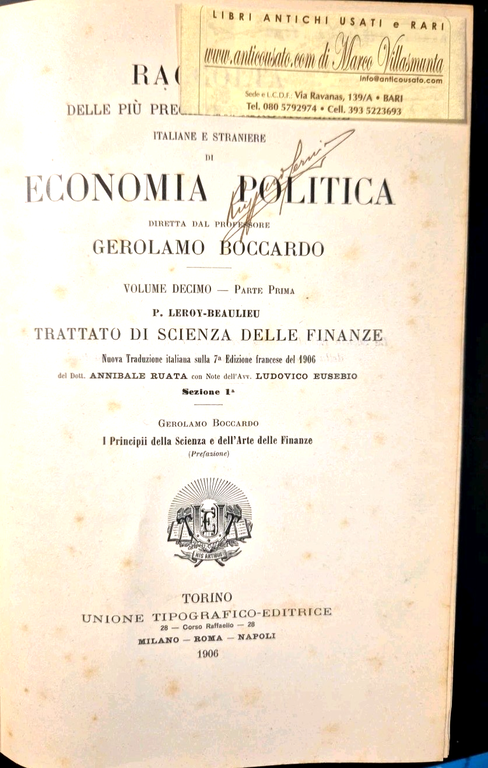 LIBRI ANTICHI USATI e RARI
www.anticousato.com di Marco Villasmunta
info@anticousato.com
Sede e L.C.D.F.: Via Ravanas, 139/A • BARI
Tel. 080 5792974 • Cell. 393 5223693
DELLE PIÙ
ITALIANE E STRANIERE
DI
ECONOMIA POLITICA
DIRETTA DAL PROFESSORE
GEROLAMO BOCCARDO
VOLUME DECIMO — PARTE PRIMA
P. LEROY-BEAULIEU
TRATTATO DI SCIENZA DELLE FINANZE
Nuova Traduzione italiana sulla 7ª Edizione francese del 1906
del Dott. ANNIBALE RUATA con Note dell'Avv. LUDOVICO EUSEBIO
Sezione Iª
GEROLAMO BOCCARDO
I Principii della Scienza e dell'Arte delle Finanze
(Prefazione)
TORINO
UNIONE TIPOGRAFICO-EDITRICE
28 — Corso Raffaello — 28
MILANO — ROMA — NAPOLI
1906